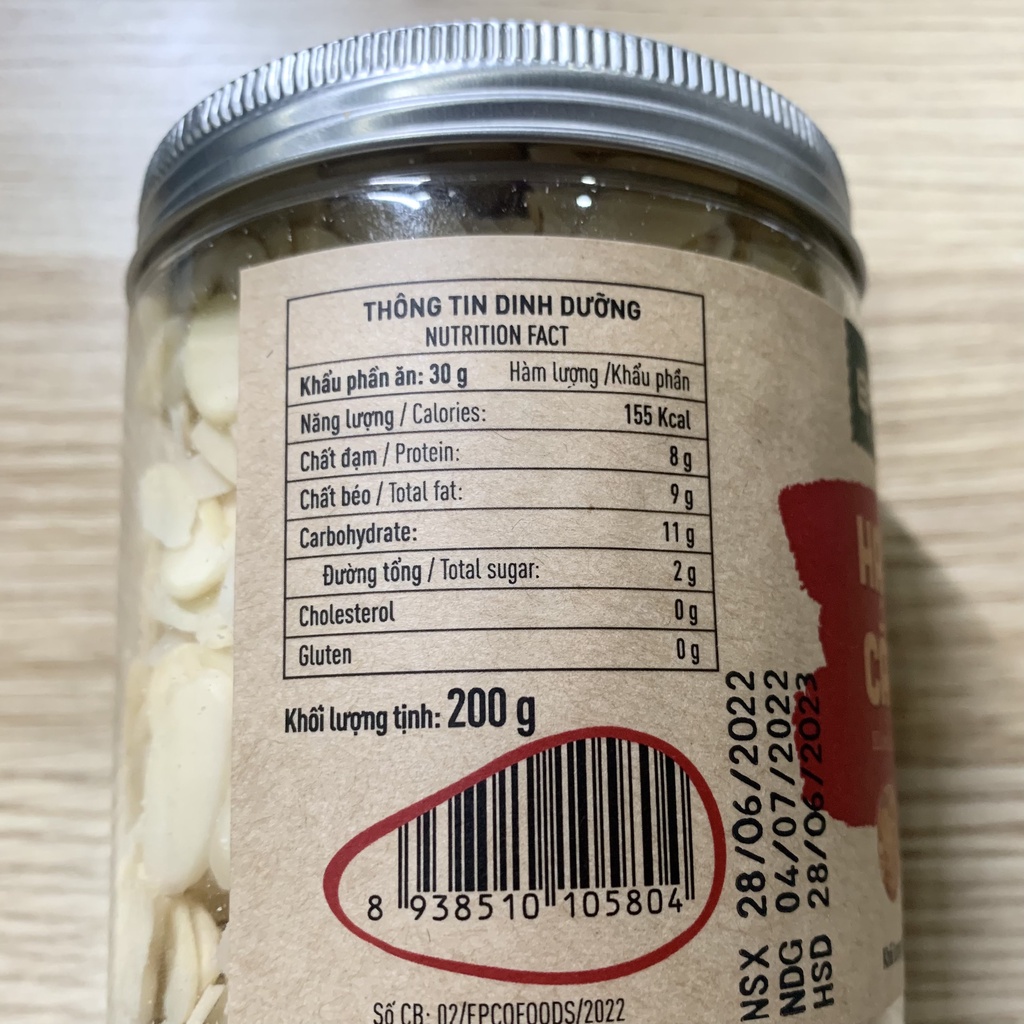 THÔNG TIN DINH DƯỠNG
NUTRITION FACT
Khẩu phần ăn: 30 g Hàm lượng /Khẩu phần
Năng lượng / Calories: 155 Kcal
Chất đạm / Protein: 8 g
Chất béo / Total fat: 9 g
Carbohydrate: 11 g
Đường tổng / Total sugar: 2 g
Cholesterol 0 g
Gluten 0 g
Khối lượng tịnh: 200 g
8 938510 105804
Số CB: 02/EPCOFOODS/2022
NSX 28/06/2022
NDG 04/07/2022
HSD 28/06/2023